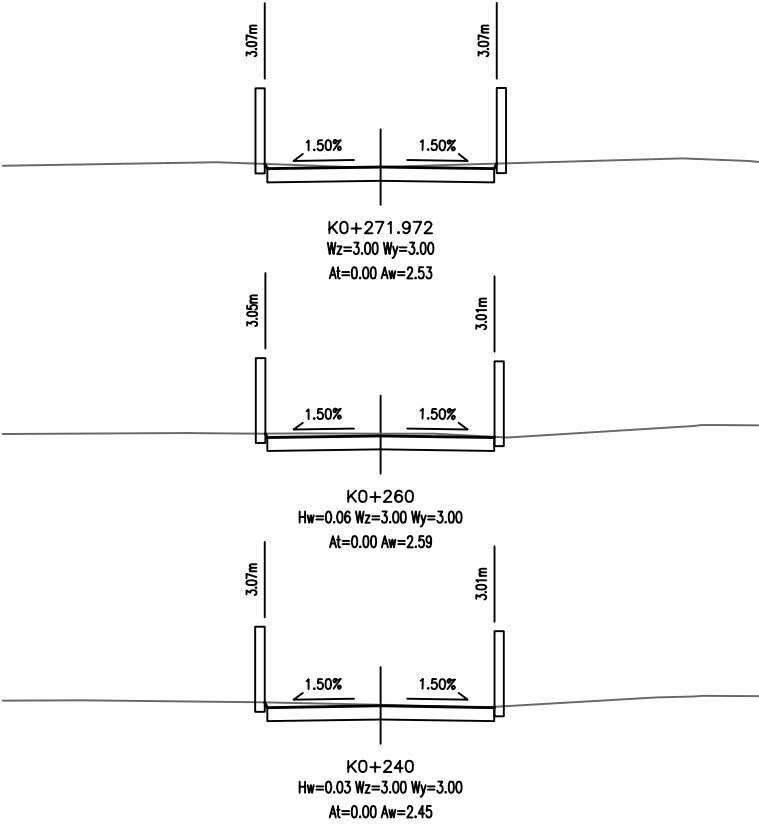 3.07m 3.07m
1.50% 1.50%
K0+271.972
Wz=3.00 Wy=3.00
At=0.00 Aw=2.53
3.05m 3.01m
1.50% 1.50%
K0+260
Hw=0.06 Wz=3.00 Wy=3.00
At=0.00 Aw=2.59
3.07m 3.01m
1.50% 1.50%
K0+240
Hw=0.03 Wz=3.00 Wy=3.00
At=0.00 Aw=2.45